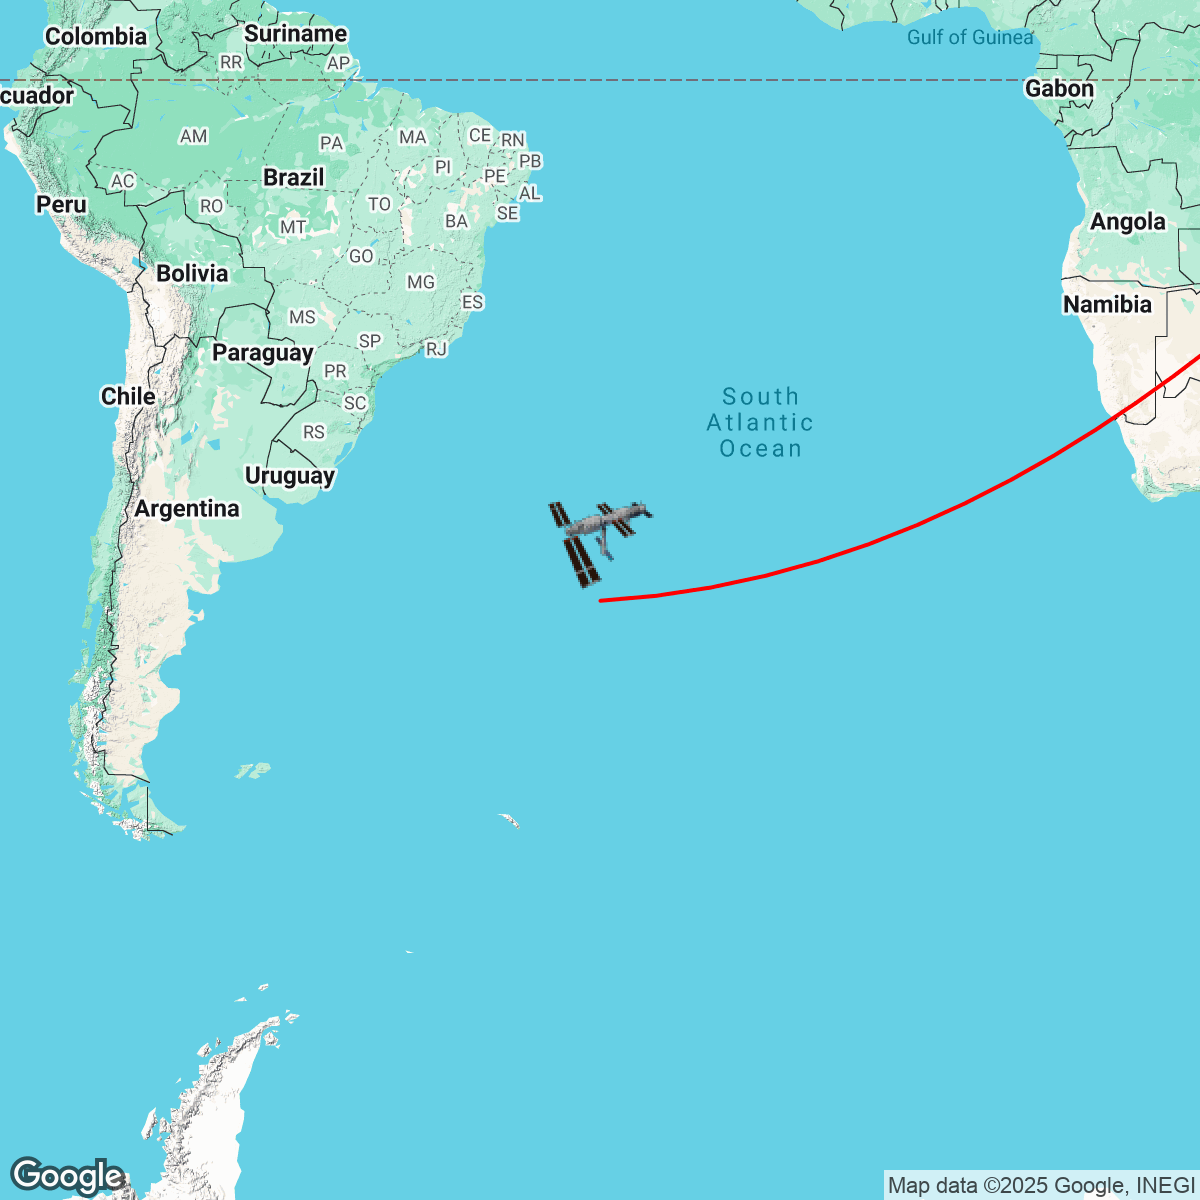 Colombia
Suriname
Gulf of Guinea
RR
AP
Gabon
cuador
AM
PA
MA
CE
RN
PB
PI
PE
Brazil
AC
AL
TO
Peru
RO
SE
BA
MT
Angola
GO
Bolivia
MG
ES
Namibia
MS
SP
RJ
Paraguay
PR
Chile
SC
South
Atlantic
Ocean
RS
Uruguay
Argentina
Google
Map data ©2025 Google, INEGI